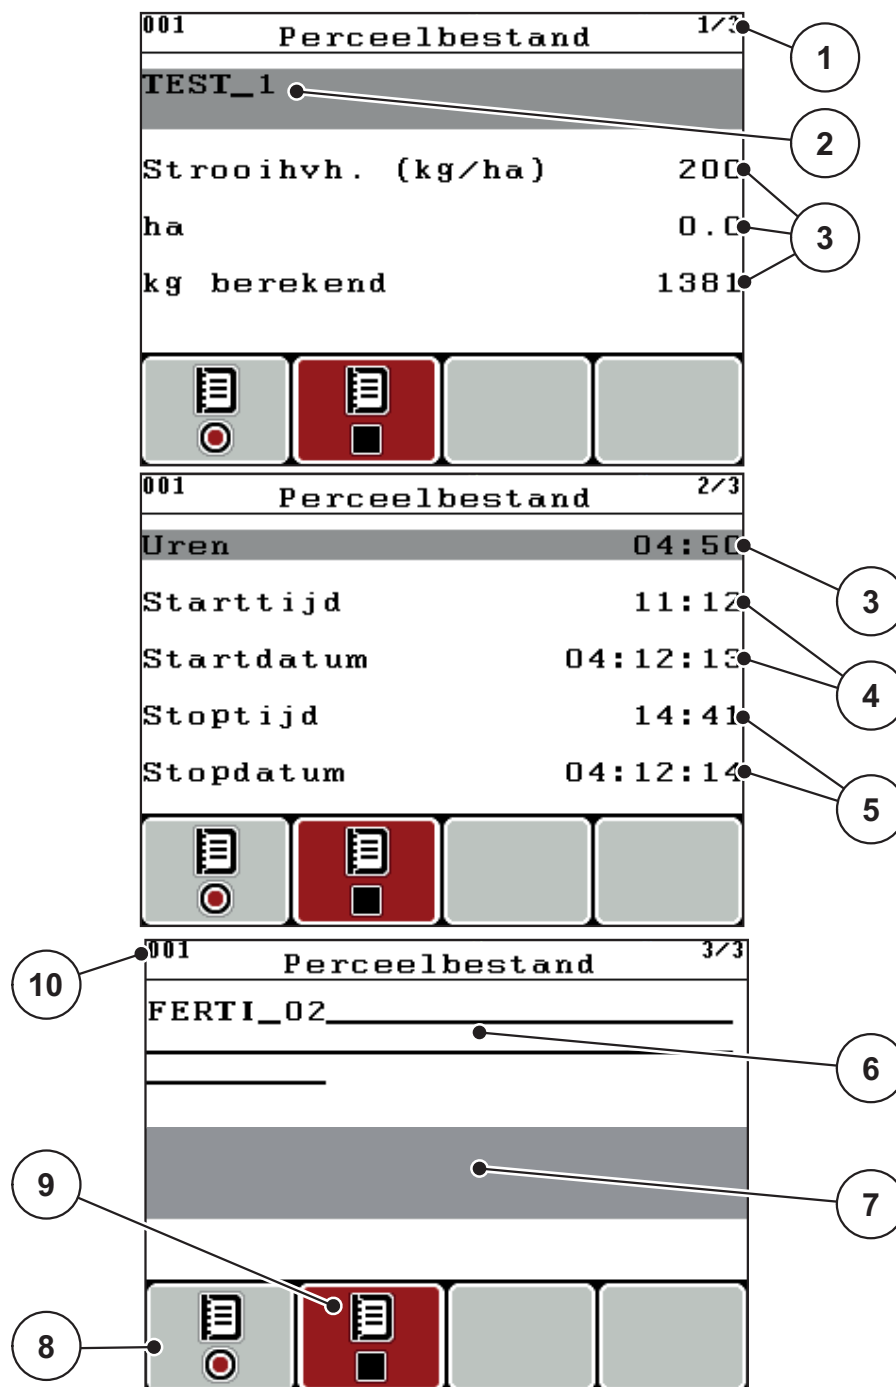 001 Perceelbestand 1/3
1
TEST_1
2
Strooihvh. (kg/ha) 200
ha 0.0
3
kg berekend 1381
001 Perceelbestand 2/3
Uren 04:50
3
Starttijd 11:12
Startdatum 04:12:13
4
Stoptijd 14:41
Stopdatum 04:12:14
5
10
001 Perceelbestand 3/3
FERTI_02
6
9
7
8